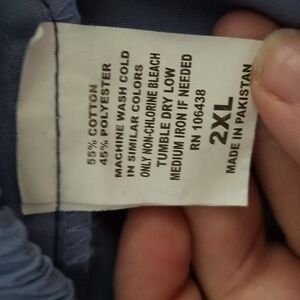 55% COTTON
45% POLYESTER
MACHINE WASH COLD
IN SIMILAR COLORS
ONLY NON-CHLORINE BLEACH
TUMBLE DRY LOW
MEDIUM IRON IF NEEDED
RN 106438
2XL
MADE IN PAKISTAN